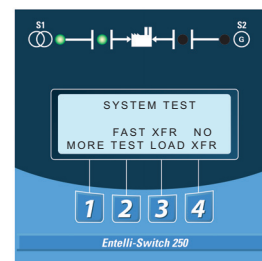 S1
S2
G
SYSTEM TEST
FAST XFR NO
MORE TEST LOAD XFR
1 2 3 4
Entelli-Switch 250